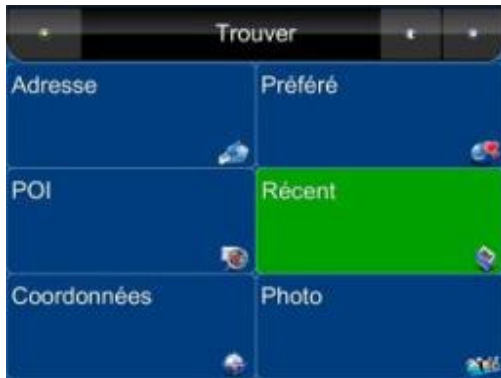 Trouver
Adresse
Préféré
POI
Récent
Coordonnées
Photo